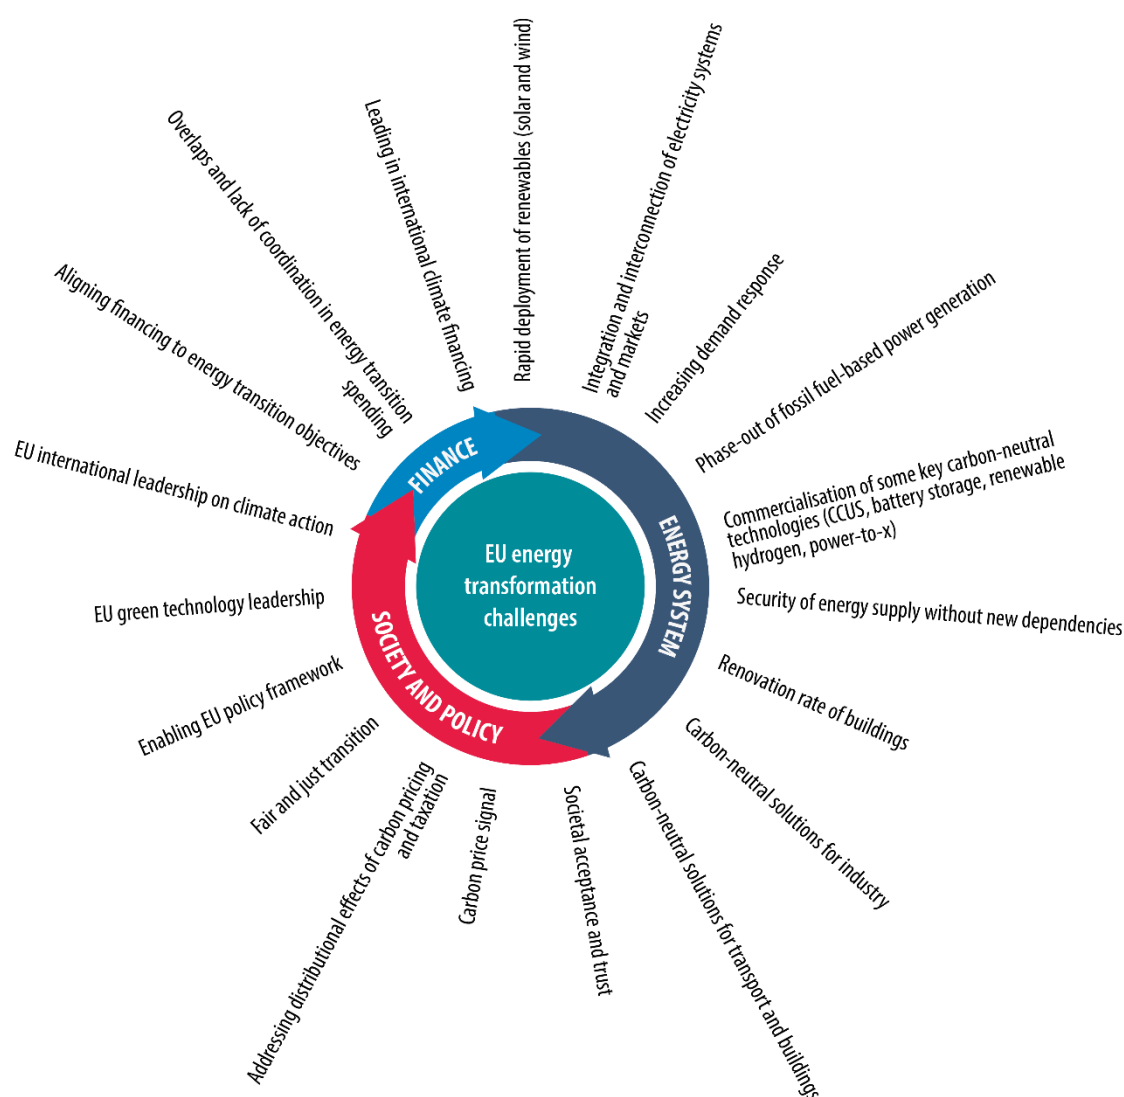 EU energy
transformation
challenges
FINANCE
ENERGY SYSTEM
SOCIETY AND POLICY
Rapid deployment of renewables (solar and wind)
Integration and interconnection of electricity systems
and markets
Increasing demand response
Phase-out of fossil fuel-based power generation
Commercialisation of some key carbon-neutral
technologies (CCUS, battery storage, renewable
hydrogen, power-to-x)
Security of energy supply without new dependencies
Renovation rate of buildings
Carbon-neutral solutions for industry
Carbon-neutral solutions for transport and buildings
Societal acceptance and trust
Carbon price signal
Addressing distributional effects of carbon pricing
and taxation
Fair and just transition
Enabling EU policy framework
EU green technology leadership
EU international leadership on climate action
Aligning financing to energy transition objectives
Overlaps and lack of coordination in energy transition
spending
Leading in international climate financing